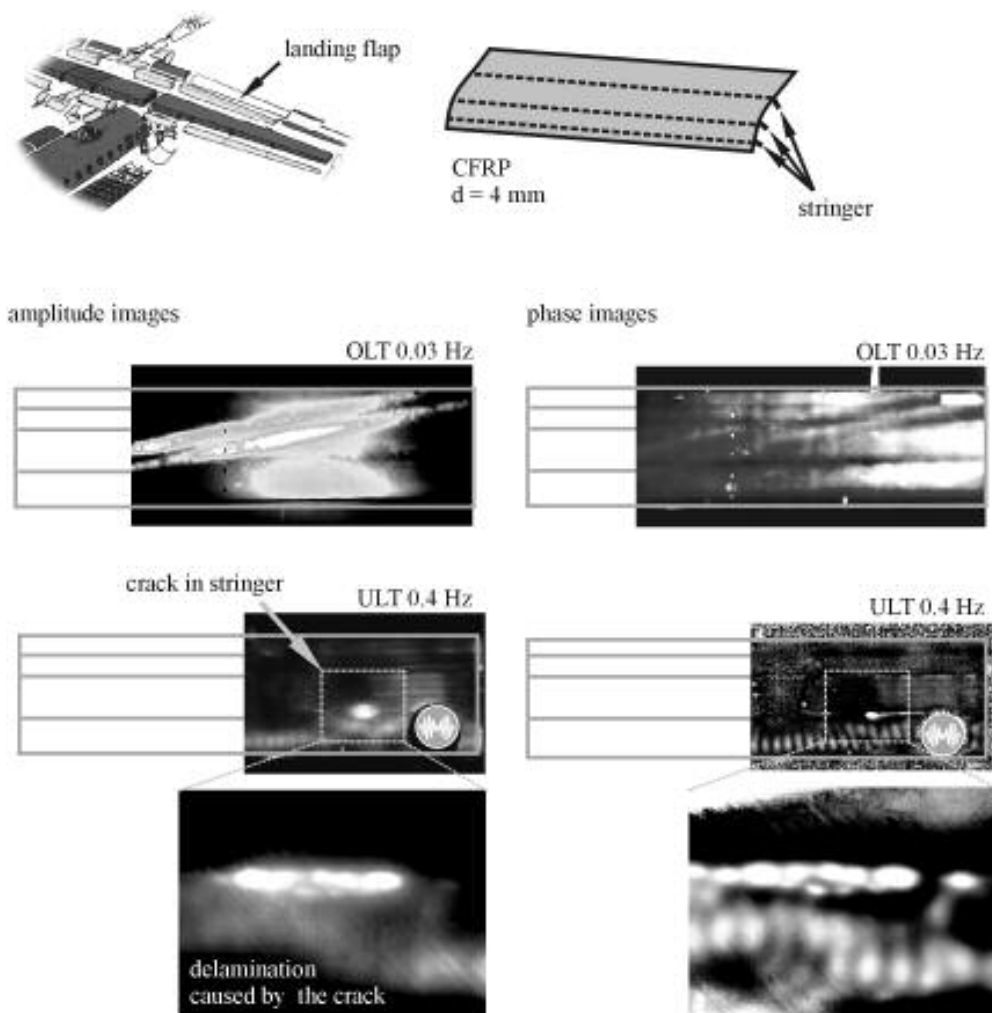 landing flap
CFRP
d = 4 mm
stringer
amplitude images
phase images
OLT 0.03 Hz
OLT 0.03 Hz
crack in stringer
ULT 0.4 Hz
ULT 0.4 Hz
delamination
caused by the crack